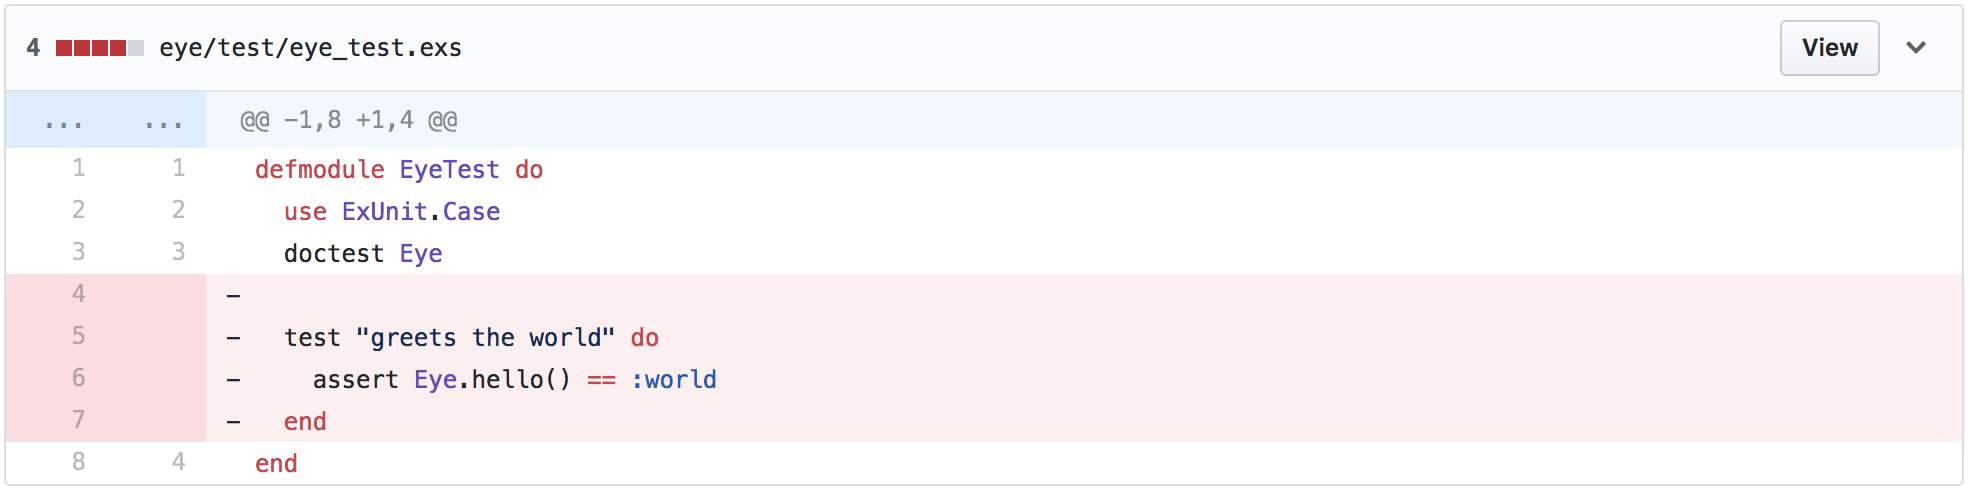 4 eye/test/eye_test.exs View
... ... @@ -1,8 +1,4 @@
1 1 defmodule EyeTest do
2 2 use ExUnit.Case
3 3 doctest Eye
4 -
5 - test "greets the world" do
6 - assert Eye.hello() == :world
7 - end
8 4 end